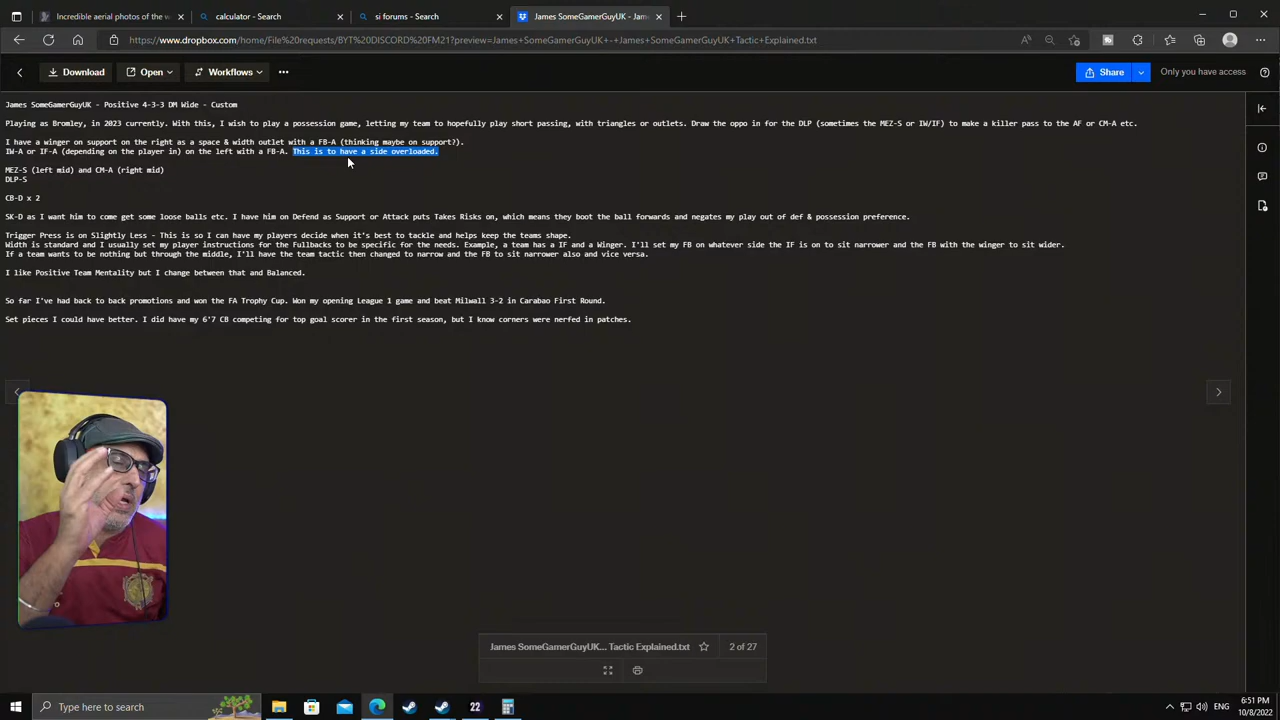 Incredible aerial photos of the w
calculator - Search
si forums - Search
James SomeGamerGuyUK - Jam
https://www.dropbox.com/home/File%20requests/BYT%20DISCORD%20FM21?preview=James+SomeGamerGuyUK+-+James+SomeGamerGuyUK+Tactic+Explained.txt
Download
Open
Workflows
Share
Only you have access
James SomeGamerGuyUK - Positive 4-3-3 DM Wide - Custom
Playing as Bromley, in 2023 currently. With this, I wish to play a possession game, letting my team to hopefully play short passing, with triangles or outlets. Draw the oppo in for the DLP (sometimes the MEZ-S or IW/IF) to make a killer pass to the AF or CM-A etc.
I have a winger on support on the right as a space & width outlet with a FB-A (thinking maybe on support?).
IW-A or IF-A (depending on the player in) on the left with a FB-A. This is to have a side overloaded.
MEZ-S (left mid) and CM-A (right mid)
DLP-S
CB-D x 2
SK-D as I want him to come get some loose balls etc. I have him on Defend as Support or Attack puts Takes Risks on, which means they boot the ball forwards and negates my play out of def & possession preference.
Trigger Press is on Slightly Less - This is so I can have my players decide when it's best to tackle and helps keep the teams shape.
Width is standard and I usually set my player instructions for the Fullbacks to be specific for the needs. Example, a team has a IF and a Winger. I'll set my FB on whatever side the IF is on to sit narrower and the FB with the winger to sit wider.
If a team wants to be nothing but through the middle, I'll have the team tactic then changed to narrow and the FB to sit narrower also and vice versa.
I like Positive Team Mentality but I change between that and Balanced.
So far I've had back to back promotions and won the FA Trophy Cup. Won my opening League 1 game and beat Milwall 3-2 in Carabao First Round.
Set pieces I could have better. I did have my 6'7 CB competing for top goal scorer in the first season, but I know corners were nerfed in patches.
James SomeGamerGuyUK... Tactic Explained.txt
2 of 27
Type here to search
22
ENG
6:51 PM
10/8/2022